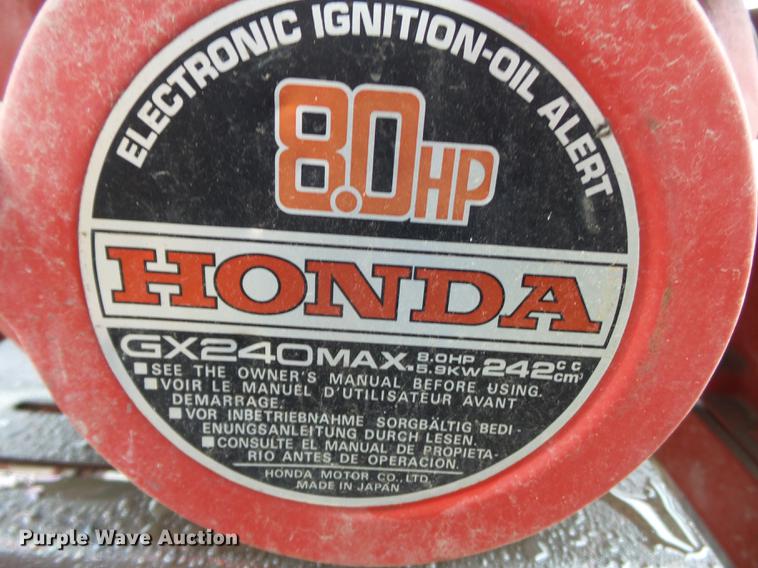 ELECTRONIC IGNITION-OIL ALERT
8.0HP
HONDA
GX240MAX. 8.0HP 5.9KW 242 cc cm³
■SEE THE OWNER'S MANUAL BEFORE USING.
■VOIR LE MANUEL D'UTILISATEUR AVANT
DEMARRAGE.
■VOR INBETRIEBNAHME SORGBÄLTIG BEDI-
ENUNGSANLEITUNG DURCH LESEN.
■CONSULTE EL MANUAL DE PROPIETA-
RIO ANTES DE OPERACION.
HONDA MOTOR CO., LTD.
MADE IN JAPAN
Purple Wave Auction